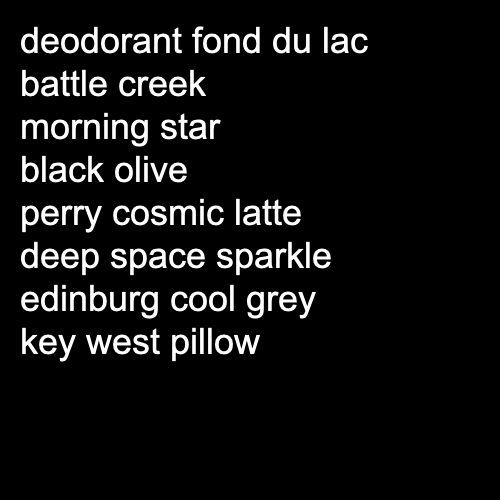 deodorant fond du lac
battle creek
morning star
black olive
perry cosmic latte
deep space sparkle
edinburg cool grey
key west pillow